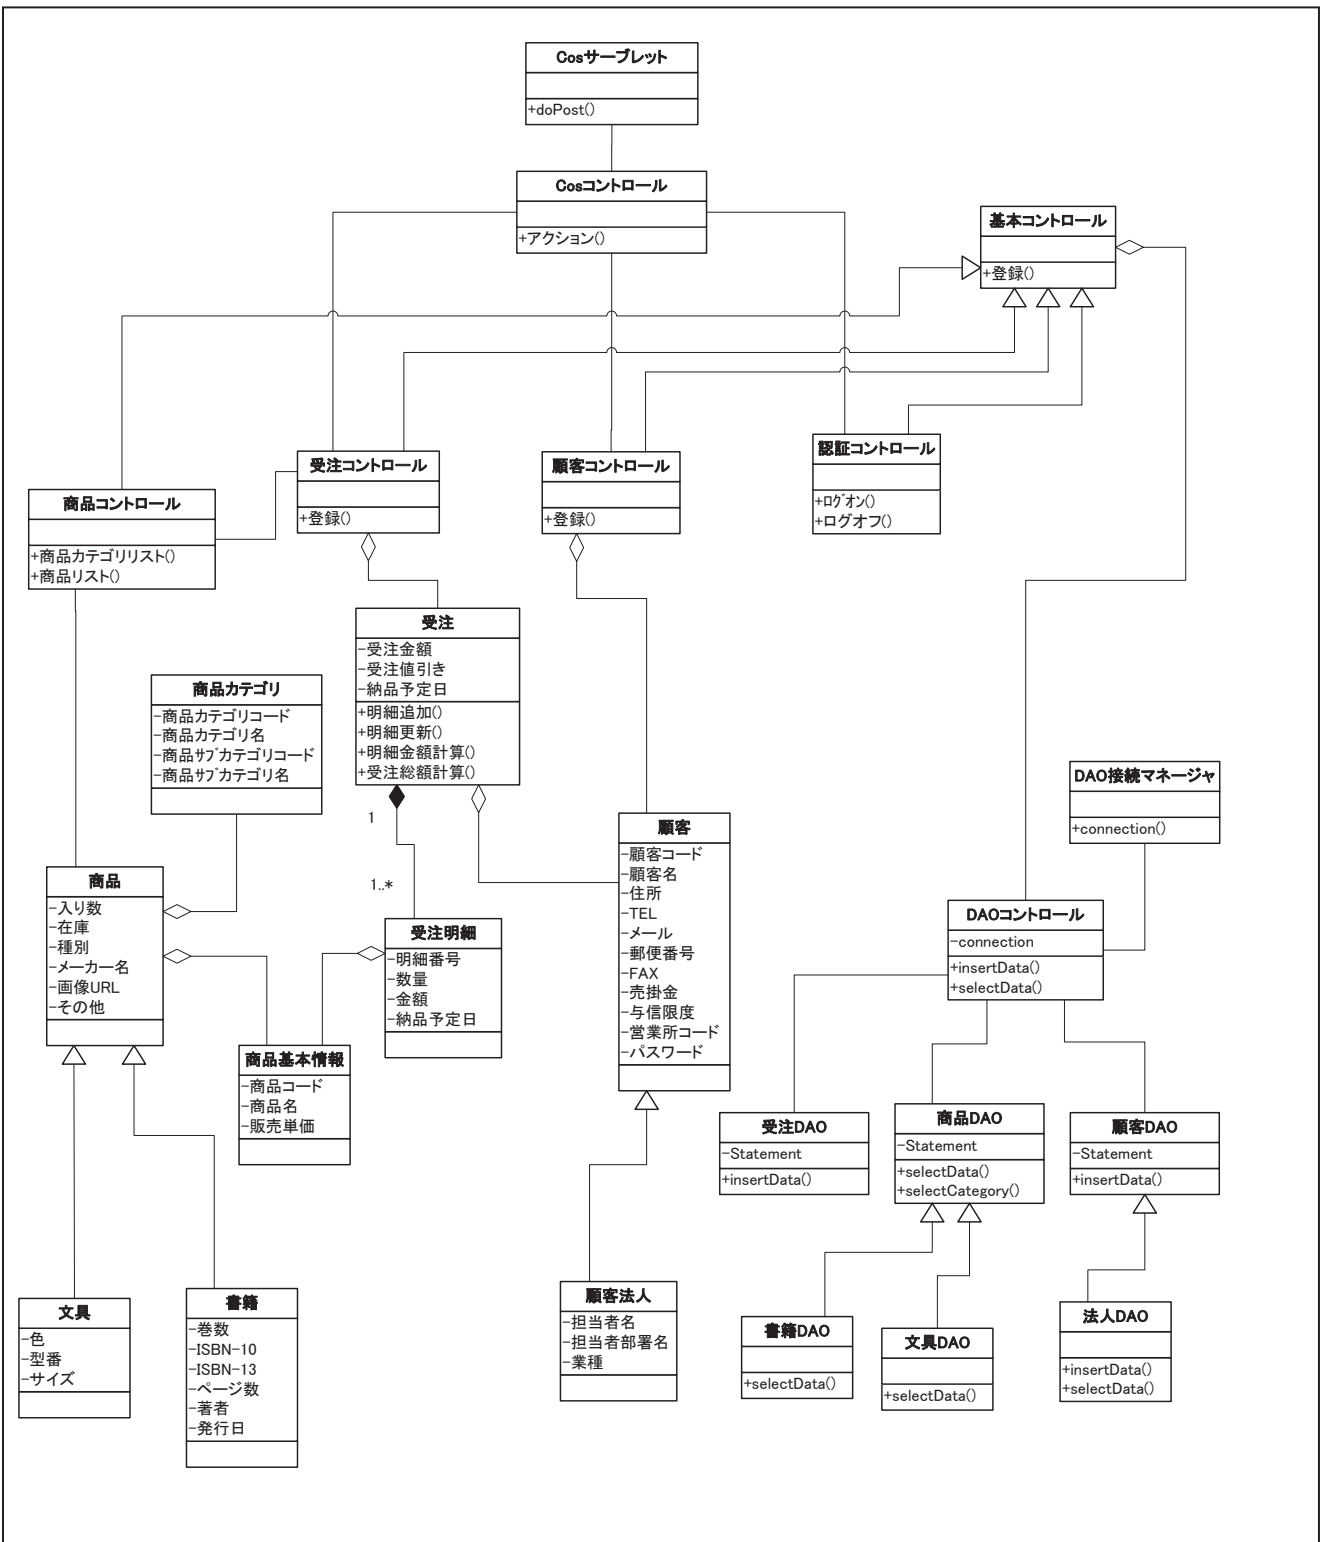 Cosサーブレット
+doPost()
Cosコントロール
+アクション()
基本コントロール
+登録()
受注コントロール
+登録()
顧客コントロール
+登録()
認証コントロール
+ログオン()
+ログオフ()
商品コントロール
+商品カテゴリリスト()
+商品リスト()
受注
-受注金額
-受注値引き
-納品予定日
+明細追加()
+明細更新()
+明細金額計算()
+受注総額計算()
商品カテゴリ
-商品カテゴリコード
-商品カテゴリ名
-商品サブカテゴリコード
-商品サブカテゴリ名
1
1..*
DAO接続マネージャ
+connection()
顧客
-顧客コード
-顧客名
-住所
-TEL
-メール
-郵便番号
-FAX
-売掛金
-与信限度
-営業所コード
-パスワード
商品
-入り数
-在庫
-種別
-メーカー名
-画像URL
-その他
受注明細
-明細番号
-数量
-金額
-納品予定日
DAOコントロール
-connection
+insertData()
+selectData()
商品基本情報
-商品コード
-商品名
-販売単価
受注DAO
-Statement
+insertData()
商品DAO
-Statement
+selectData()
+selectCategory()
顧客DAO
-Statement
+insertData()
文具
-色
-型番
-サイズ
書籍
-巻数
-ISBN-10
-ISBN-13
-ページ数
-著者
-発行日
顧客法人
-担当者名
-担当者部署名
-業種
書籍DAO
+selectData()
文具DAO
+selectData()
法人DAO
+insertData()
+selectData()